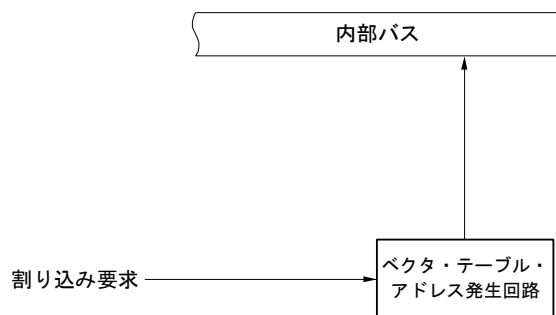 内部バス
割り込み要求
ベクタ・テーブル・
アドレス発生回路